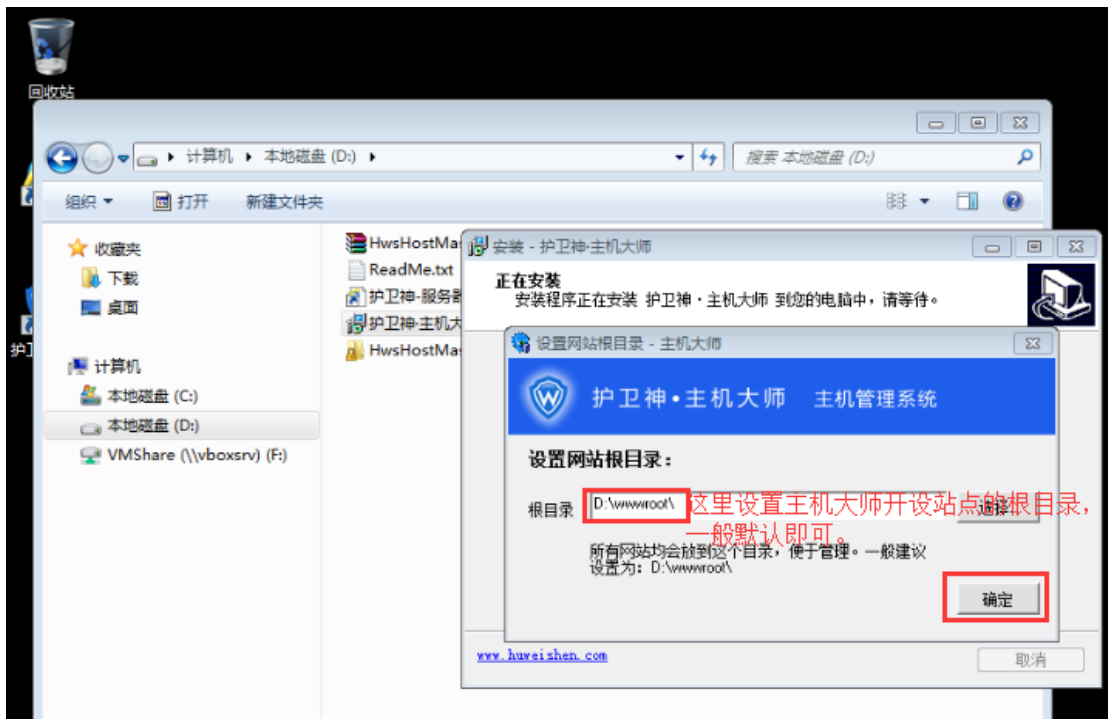 回收站
计算机 本地磁盘 (D:)
搜索 本地磁盘 (D:)
组织 打开 新建文件夹
收藏夹
下载
桌面
计算机
本地磁盘 (C:)
本地磁盘 (D:)
VMShare (\\vboxsrv) (F:)
护卫
HwsHostMas
ReadMe.txt
护卫神-服务器
护卫神·主机大
HwsHostMas
安装 - 护卫神·主机大师
正在安装
安装程序正在安装 护卫神·主机大师 到您的电脑中，请等待。
设置网站根目录 - 主机大师
护卫神·主机大师 主机管理系统
设置网站根目录：
根目录 D:\wwwroot\ 选择
这里设置主机大师开设站点的根目录，
一般默认即可。
所有网站均会放到这个目录，便于管理。一般建议
设置为：D:\wwwroot\
确定
www.huweishen.com
取消